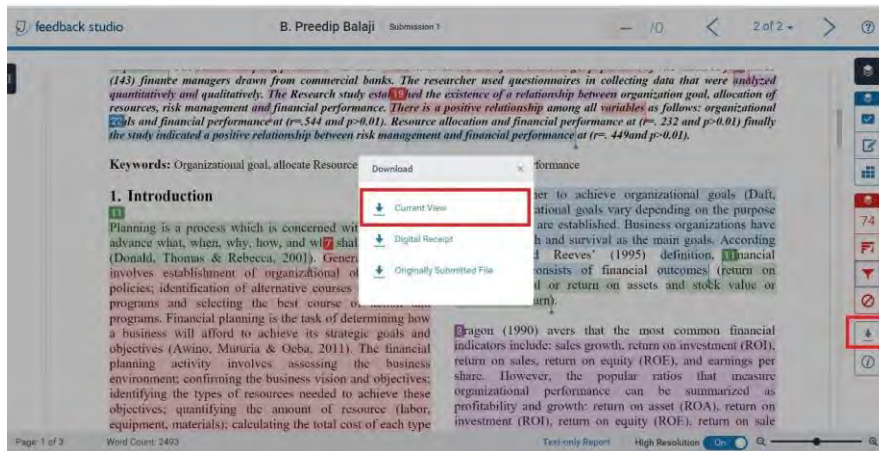 feedback studio
B. Preedip Balaji Submission 1
-- /0
2 of 2
(143) finance managers drawn from commercial banks. The researcher used questionnaires in collecting data that were analyzed
quantitatively and qualitatively. The Research study esta 19 hed the existence of a relationship between organization goal, allocation of
resources, risk management and financial performance. There is a positive relationship among all variables as follows: organizational
22 ls and financial performance at (r=.544 and p>0.01). Resource allocation and financial performance at (r=. 232 and p>0.01) finally
the study indicated a positive relationship between risk management and financial performance at (r=. 449and p>0.01).
Keywords: Organizational goal, allocate Resource
formance
Download ×
Current View
Digital Receipt
Originally Submitted File
1. Introduction
11
Planning is a process which is concerned wit
advance what, when, why, how, and w 7 shal
(Donald, Thomas & Rebecca, 2001). Gener
involves establishment of organizational o
policies; identification of alternative courses
programs and selecting the best course o
programs. Financial planning is the task of determining how
a business will afford to achieve its strategic goals and
objectives (Awino, Muturia & Oeba, 2011). The financial
planning activity involves assessing the business
environment; confirming the business vision and objectives;
identifying the types of resources needed to achieve these
objectives; quantifying the amount of resource (labor,
equipment, materials); calculating the total cost of each type
er to achieve organizational goals (Daft,
ational goals vary depending on the purpose
are established. Business organizations have
h and survival as the main goals. According
Reeves' (1995) definition, nancial
onsists of financial outcomes (return on
l or return on assets and stock value or
urn).
ragon (1990) avers that the most common financial
indicators include: sales growth, return on investment (ROI),
return on sales, return on equity (ROE), and earnings per
share. However, the popular ratios that measure
organizational performance can be summarized as
profitability and growth: return on asset (ROA), return on
investment (ROI), return on equity (ROE), return on sale
74
Page: 1 of 3
Word Count: 2493
Text-only Report
High Resolution On